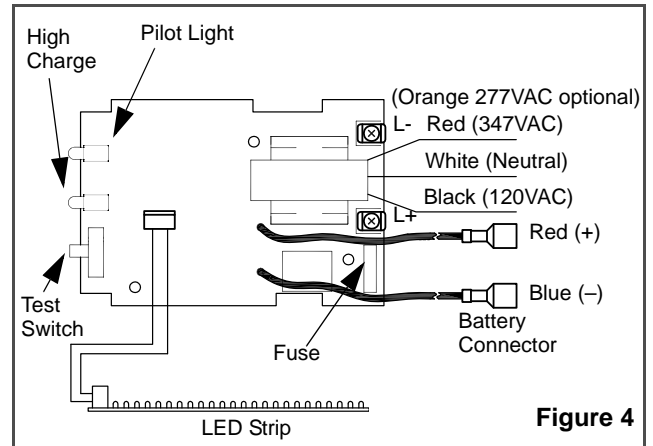 High
Charge
Pilot Light
(Orange 277VAC optional)
L-
Red (347VAC)
White (Neutral)
Black (120VAC)
L+
Red (+)
Blue (–)
Battery
Connector
Test
Switch
Fuse
LED Strip
Figure 4